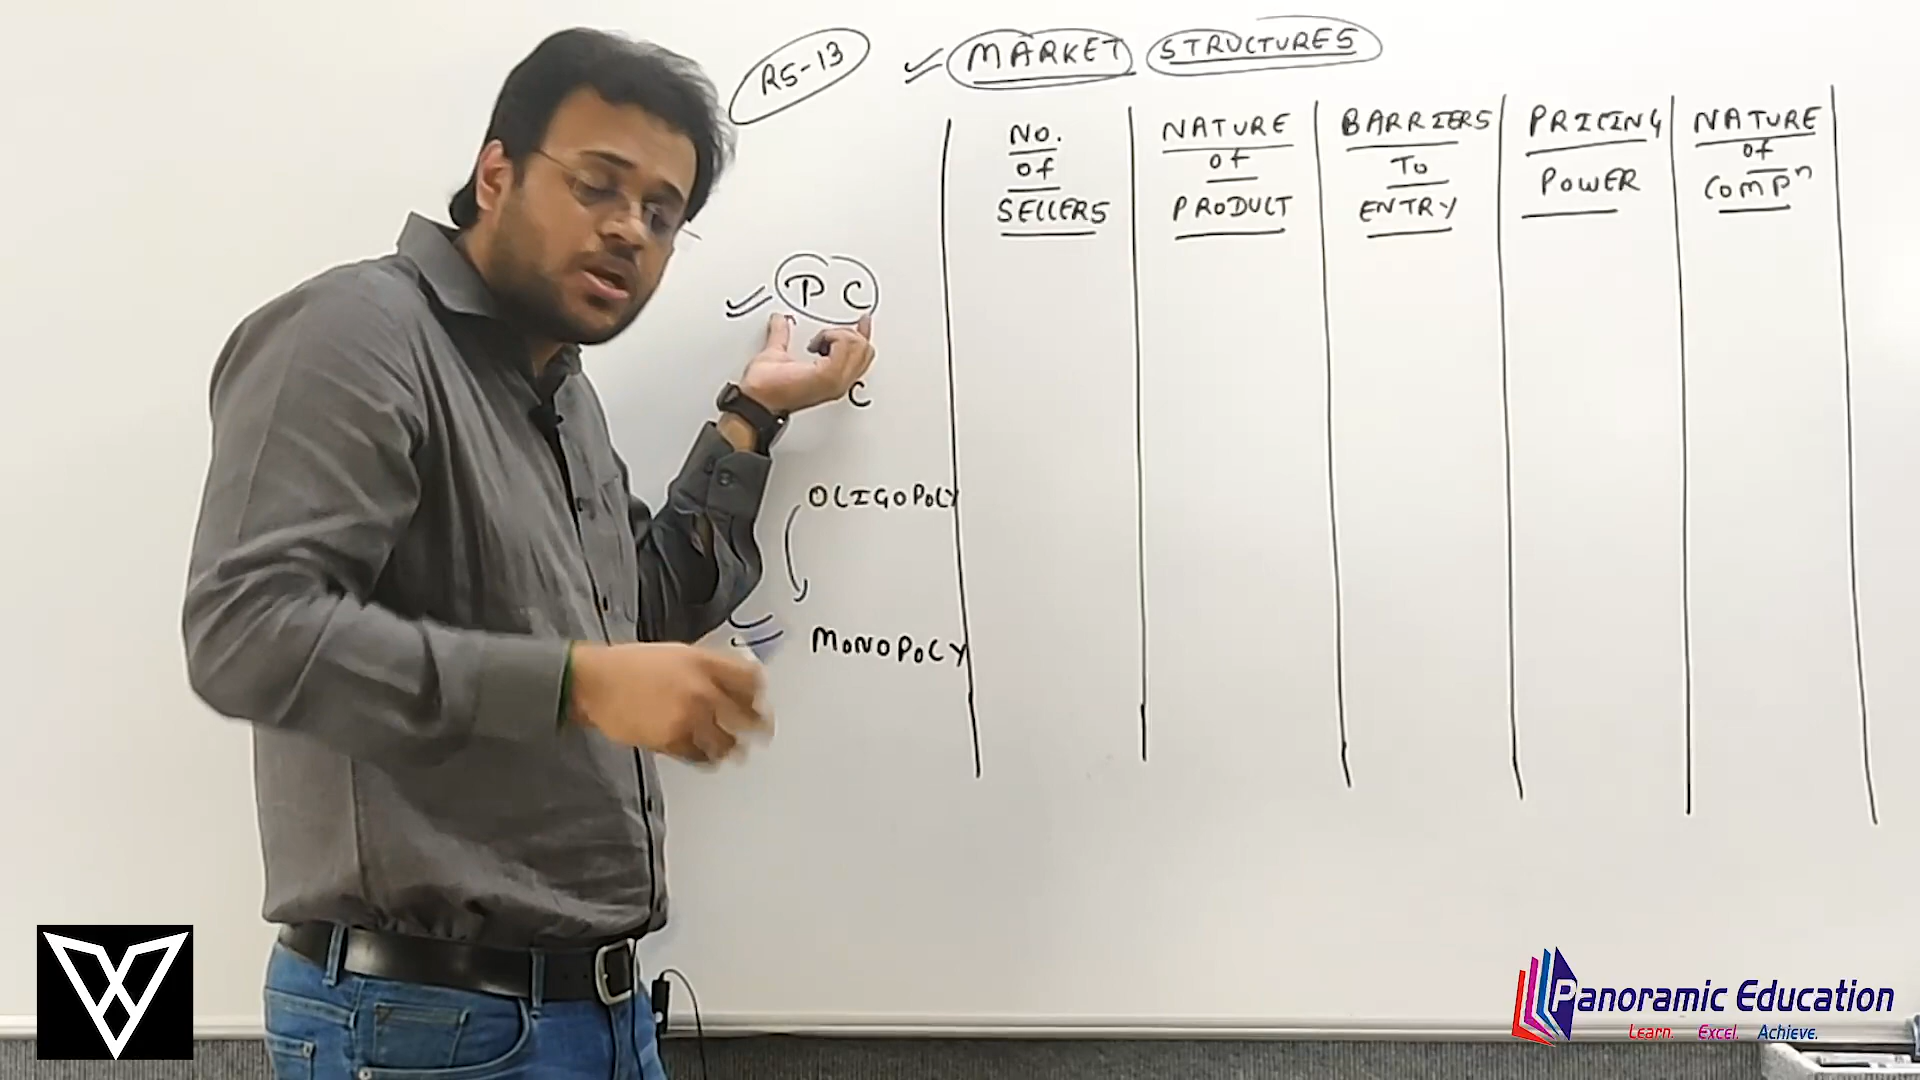 R5-13
MARKET STRUCTURES
NO.
of
SELLERS
NATURE
of
PRODUCT
BARRIERS
TO
ENTRY
PRICING
POWER
NATURE
of
COMPⁿ
PC
C
OLIGOPOLY
MONOPOLY
Panoramic Education
Learn. Excel. Achieve.